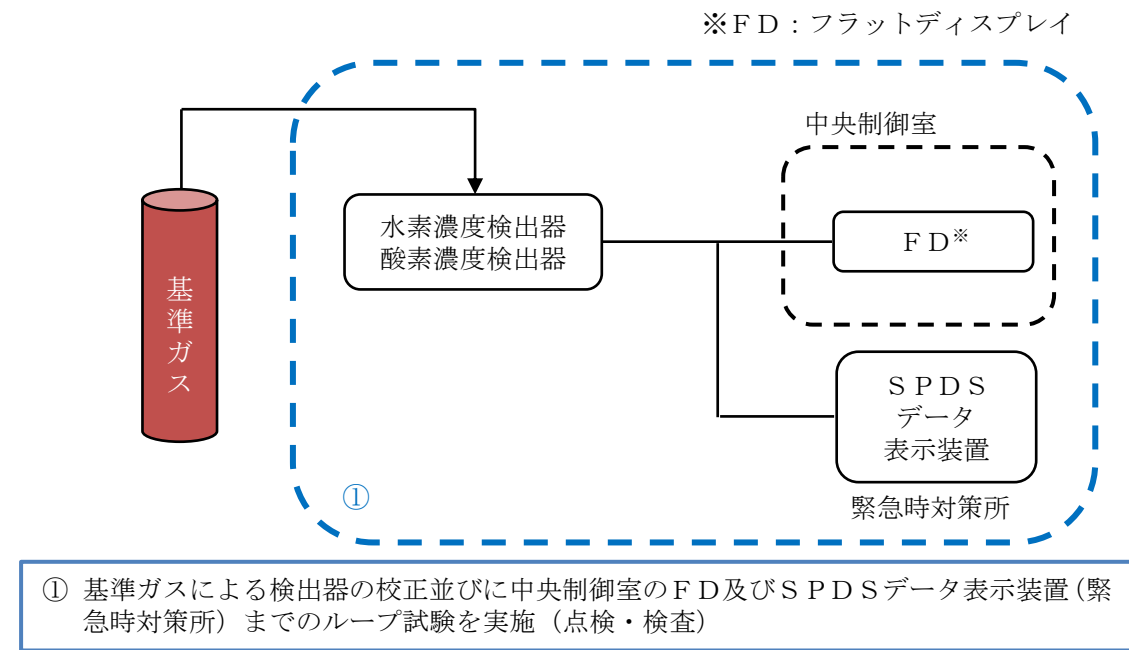 ※ＦＤ：フラットディスプレイ
中央制御室
水素濃度検出器
酸素濃度検出器
ＦＤ※
基準ガス
ＳＰＤＳ
データ
表示装置
緊急時対策所
①
① 基準ガスによる検出器の校正並びに中央制御室のＦＤ及びＳＰＤＳデータ表示装置（緊
急時対策所）までのループ試験を実施（点検・検査）